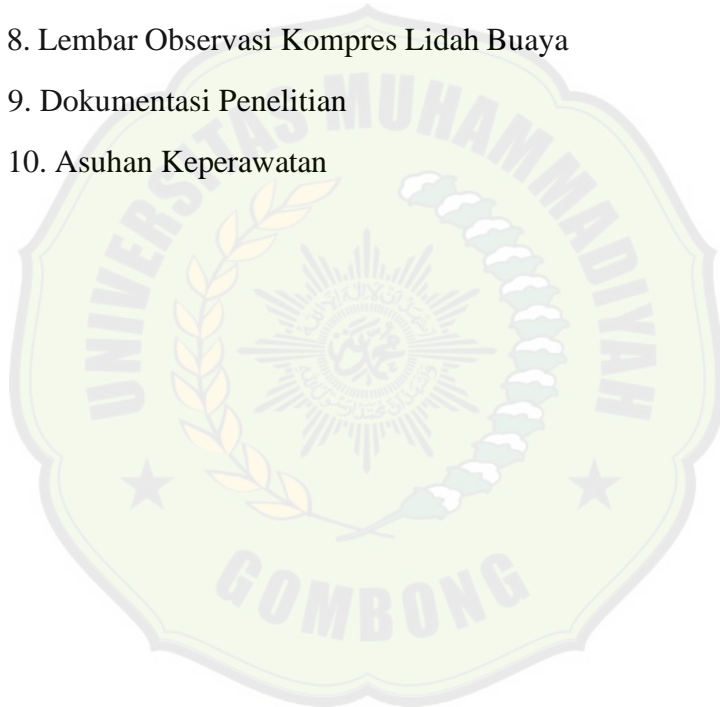 8. Lembar Observasi Kompres Lidah Buaya
9. Dokumentasi Penelitian
10. Asuhan Keperawatan
UNIVERSITAS MUHAMMADIYAH
GOMBONG